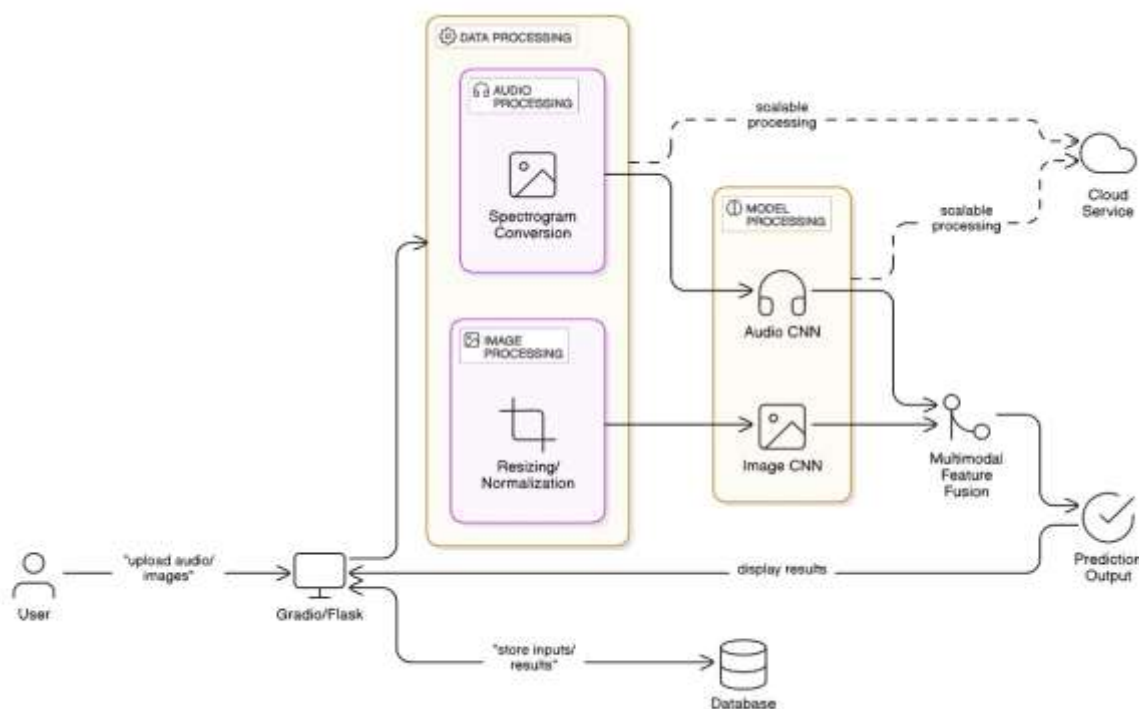 DATA PROCESSING
AUDIO
PROCESSING
Spectrogram
Conversion
scalable
processing
Cloud
Service
MODEL
PROCESSING
scalable
processing
Audio CNN
IMAGE
PROCESSING
Resizing/
Normalization
Image CNN
Multimodal
Feature
Fusion
"upload audio/
images"
User
Gradio/Flask
display results
Prediction
Output
"store inputs/
results"
Database